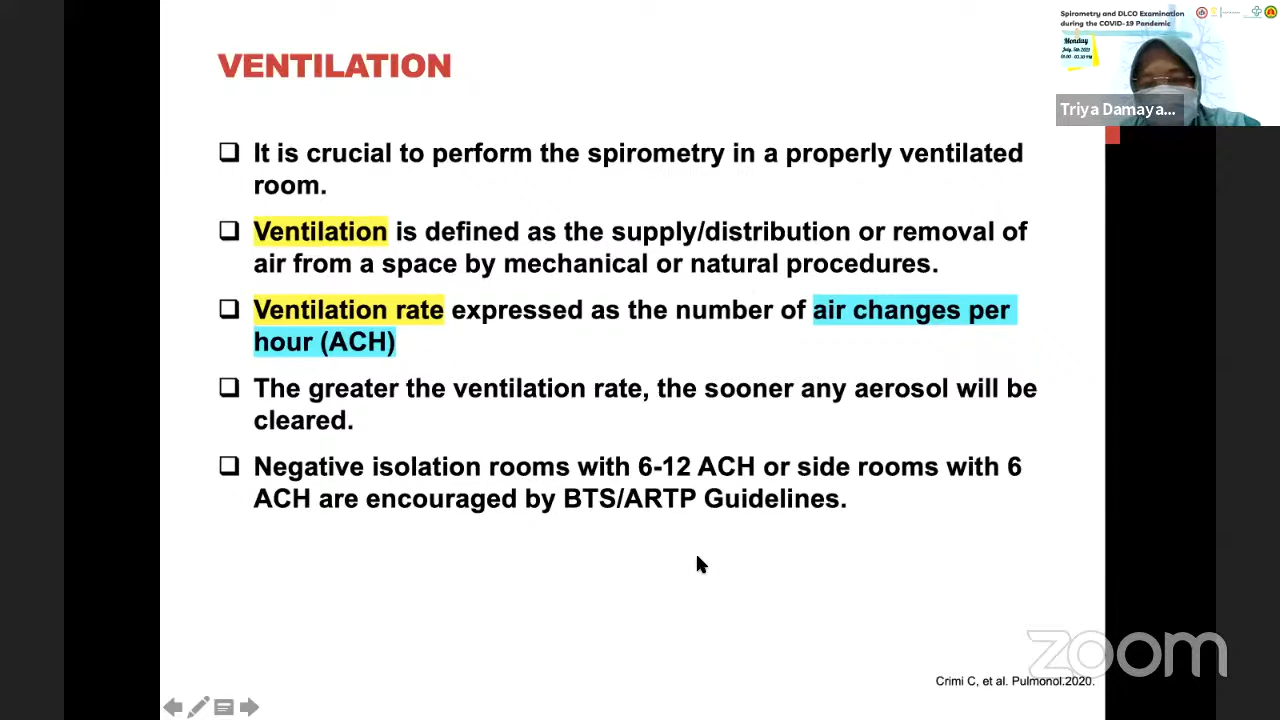 VENTILATION
It is crucial to perform the spirometry in a properly ventilated
room.
Ventilation is defined as the supply/distribution or removal of
air from a space by mechanical or natural procedures.
Ventilation rate expressed as the number of air changes per
hour (ACH)
The greater the ventilation rate, the sooner any aerosol will be
cleared.
Negative isolation rooms with 6-12 ACH or side rooms with 6
ACH are encouraged by BTS/ARTP Guidelines.
Crimi C, et al. Pulmonol.2020.
Spirometry and DLCO Examination
during the COVID-19 Pandemic
Monday
Triya Damaya...
zoom